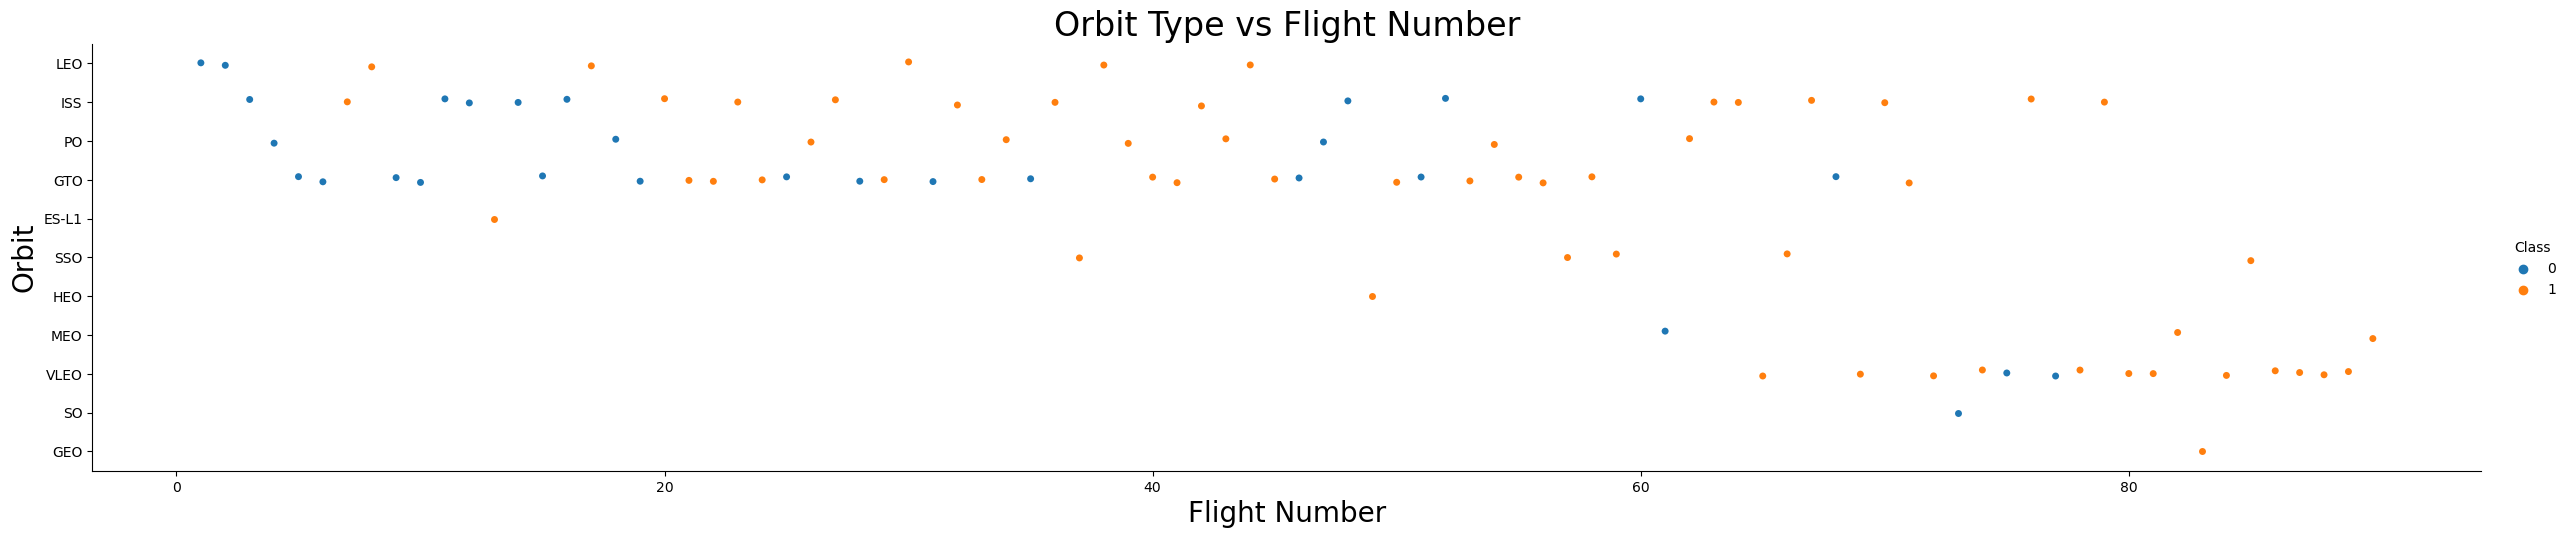 Orbit Type vs Flight Number
Orbit
LEO
ISS
PO
GTO
ES-L1
SSO
HEO
MEO
VLEO
SO
GEO
0 20 40 60 80
Flight Number
Class
0
1